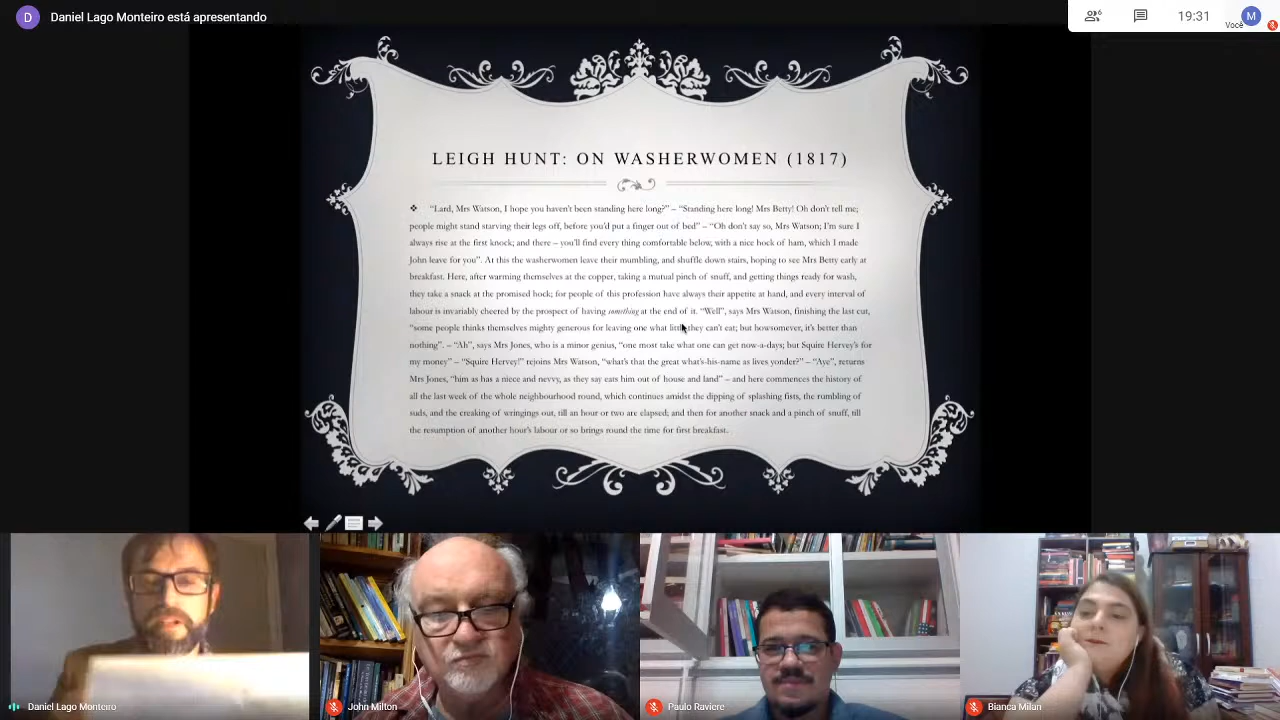 Daniel Lago Monteiro está apresentando
6
19:31
Você
M
D
LEIGH HUNT: ON WASHERWOMEN (1817)
❖ “Lard, Mrs Watson, I hope you haven’t been standing here long?” – “Standing here long! Mrs Betty! Oh don’t tell me;
people might stand starving their legs off, before you’d put a finger out of bed” – “Oh don’t say so, Mrs Watson; I’m sure I
always rise at the first knock; and there – you’ll find every thing comfortable below, with a nice hock of ham, which I made
John leave for you”. At this the washerwomen leave their mumbling, and shuffle down stairs, hoping to see Mrs Betty early at
breakfast. Here, after warming themselves at the copper, taking a mutual pinch of snuff, and getting things ready for wash,
they take a snack at the promised hock; for people of this profession have always their appetite at hand, and every interval of
labour is invariably cheered by the prospect of having something at the end of it. “Well”, says Mrs Watson, finishing the last cut,
“some people thinks themselves mighty generous for leaving one what little they can’t eat; but howsomever, it’s better than
nothing”. – “Ah”, says Mrs Jones, who is a minor genius, “one most take what one can get now-a-days; but Squire Hervey’s for
my money” – “Squire Hervey!” rejoins Mrs Watson, “what’s that the great what’s-his-name as lives yonder?” – “Aye”, returns
Mrs Jones, “him as has a niece and nevvy, as they say eats him out of house and land” – and here commences the history of
all the last week of the whole neighbourhood round, which continues amidst the dipping of splashing fists, the rumbling of
suds, and the creaking of wringings out, till an hour or two are elapsed; and then for another snack and a pinch of snuff, till
the resumption of another hour’s labour or so brings round the time for first breakfast.
Daniel Lago Monteiro
John Milton
Paulo Raviere
Bianca Milan